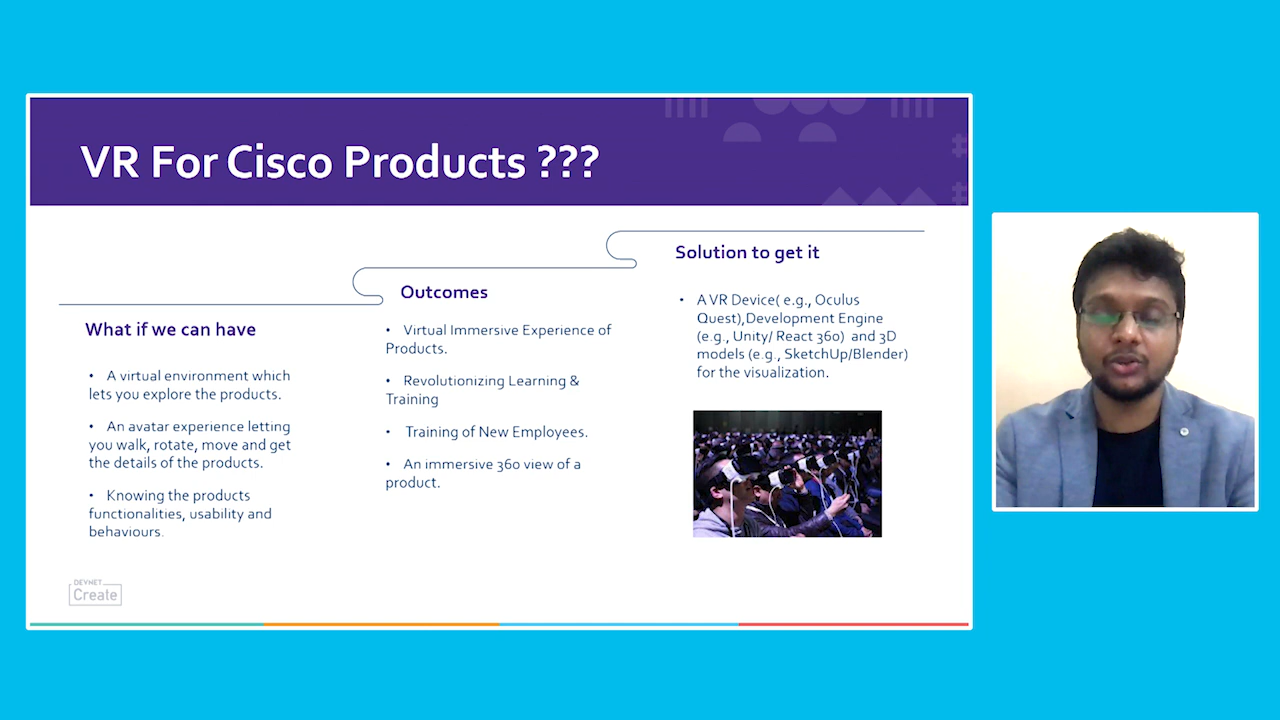 VR For Cisco Products ???
What if we can have
• A virtual environment which
lets you explore the products.
• An avatar experience letting
you walk, rotate, move and get
the details of the products.
• Knowing the products
functionalities, usability and
behaviours.
Outcomes
• Virtual Immersive Experience of
Products.
• Revolutionizing Learning &
Training
• Training of New Employees.
• An immersive 360 view of a
product.
Solution to get it
• A VR Device( e.g., Oculus
Quest),Development Engine
(e.g., Unity/ React 360) and 3D
models (e.g., SketchUp/Blender)
for the visualization.
DEVNET
Create